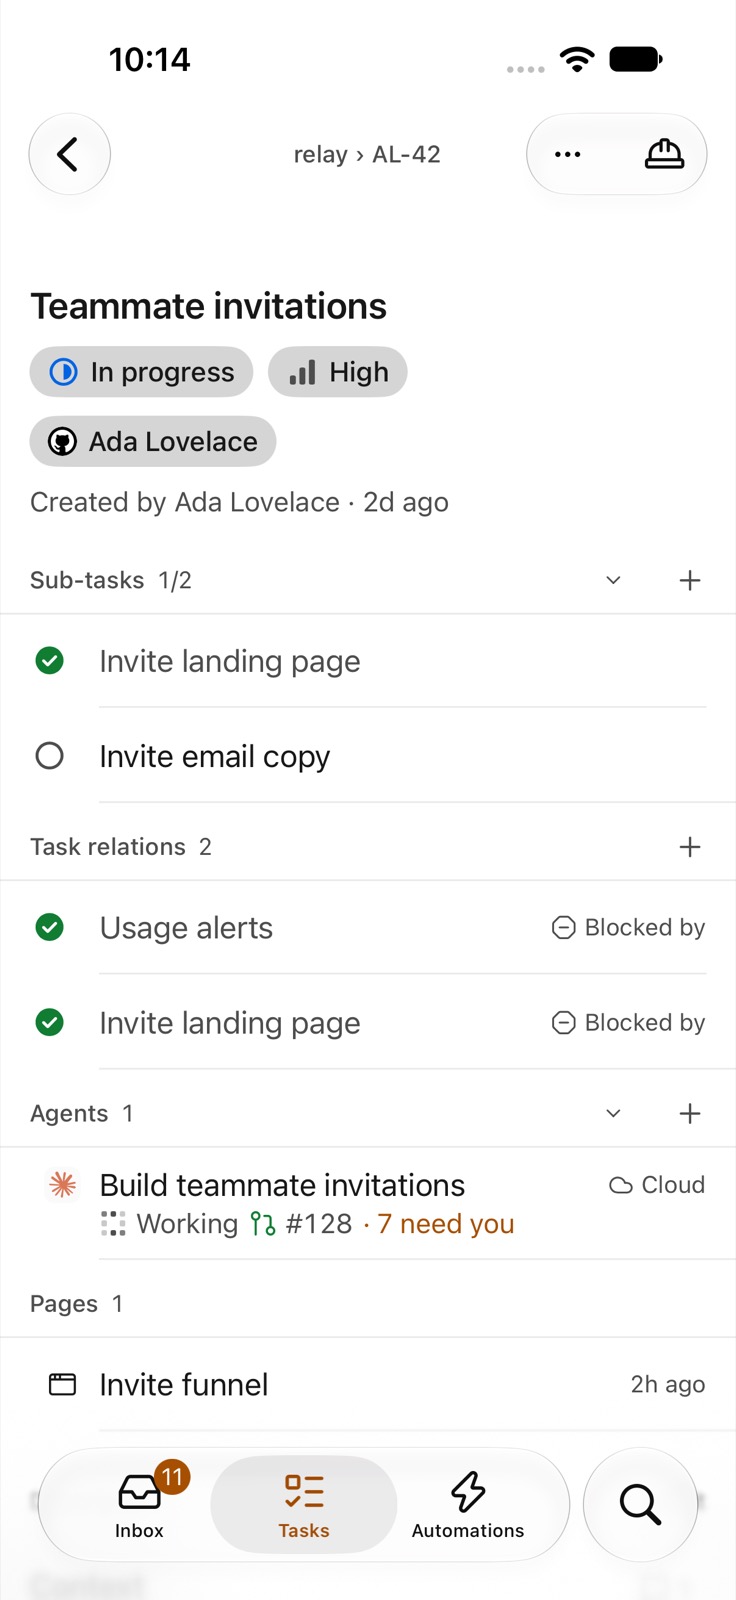 10:14
relay › AL-42
Teammate invitations
In progress
High
Ada Lovelace
Created by Ada Lovelace · 2d ago
Sub-tasks 1/2
Invite landing page
Invite email copy
Task relations 2
Usage alerts
Blocked by
Invite landing page
Blocked by
Agents 1
Build teammate invitations
Cloud
Working #128 · 7 need you
Pages 1
Invite funnel
2h ago
11
Inbox
Tasks
Automations